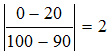 |(0 − 20)/(100 − 90)| = 2